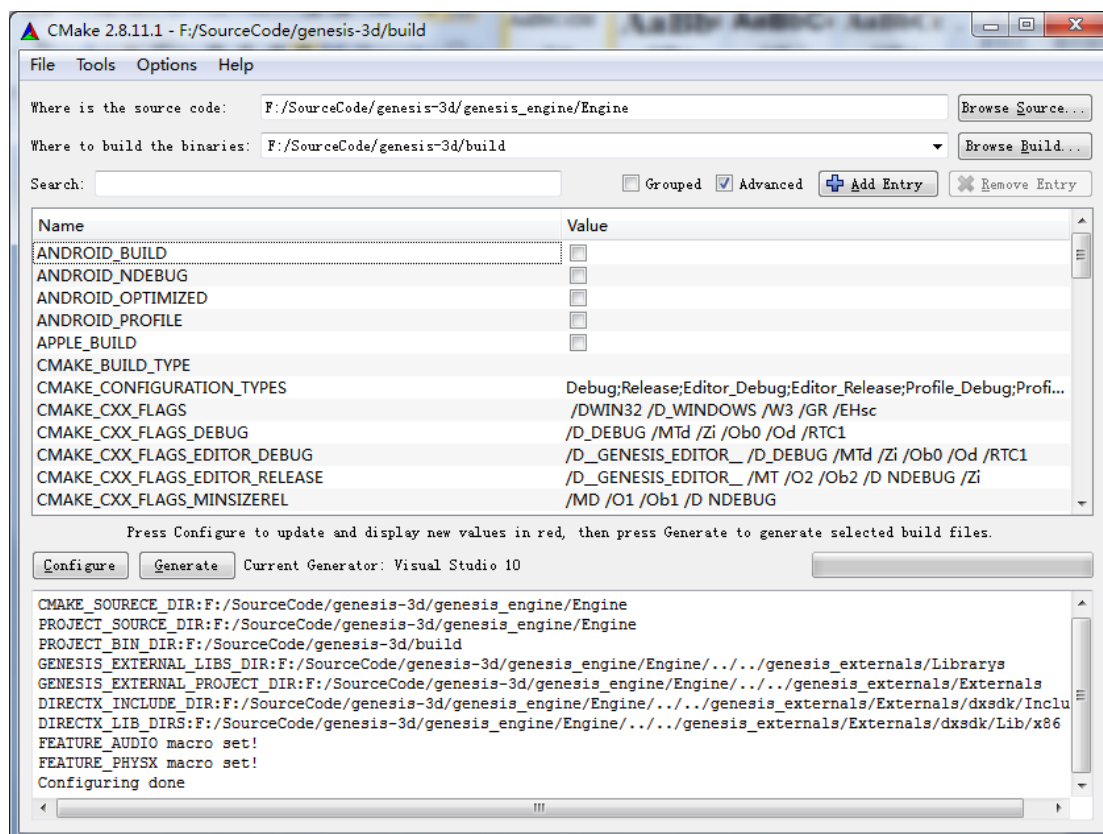 CMake 2.8.11.1 - F:/SourceCode/genesis-3d/build
File Tools Options Help
Where is the source code: F:/SourceCode/genesis-3d/genesis_engine/Engine Browse Source...
Where to build the binaries: F:/SourceCode/genesis-3d/build Browse Build...
Search: Grouped Advanced Add Entry Remove Entry
Name Value
ANDROID_BUILD
ANDROID_NDEBUG
ANDROID_OPTIMIZED
ANDROID_PROFILE
APPLE_BUILD
CMAKE_BUILD_TYPE
CMAKE_CONFIGURATION_TYPES Debug;Release;Editor_Debug;Editor_Release;Profile_Debug;Profi...
CMAKE_CXX_FLAGS /DWIN32 /D_WINDOWS /W3 /GR /EHsc
CMAKE_CXX_FLAGS_DEBUG /D_DEBUG /MTd /Zi /Ob0 /Od /RTC1
CMAKE_CXX_FLAGS_EDITOR_DEBUG /D__GENESIS_EDITOR__ /D_DEBUG /MTd /Zi /Ob0 /Od /RTC1
CMAKE_CXX_FLAGS_EDITOR_RELEASE /D__GENESIS_EDITOR__ /MT /O2 /Ob2 /D NDEBUG /Zi
CMAKE_CXX_FLAGS_MINSIZEREL /MD /O1 /Ob1 /D NDEBUG
Press Configure to update and display new values in red, then press Generate to generate selected build files.
Configure Generate Current Generator: Visual Studio 10
CMAKE_SOURECE_DIR:F:/SourceCode/genesis-3d/genesis_engine/Engine
PROJECT_SOURCE_DIR:F:/SourceCode/genesis-3d/genesis_engine/Engine
PROJECT_BIN_DIR:F:/SourceCode/genesis-3d/build
GENESIS_EXTERNAL_LIBS_DIR:F:/SourceCode/genesis-3d/genesis_engine/Engine/../../genesis_externals/Librarys
GENESIS_EXTERNAL_PROJECT_DIR:F:/SourceCode/genesis-3d/genesis_engine/Engine/../../genesis_externals/Externals
DIRECTX_INCLUDE_DIR:F:/SourceCode/genesis-3d/genesis_engine/Engine/../../genesis_externals/Externals/dxsdk/Inclu
DIRECTX_LIB_DIRS:F:/SourceCode/genesis-3d/genesis_engine/Engine/../../genesis_externals/Externals/dxsdk/Lib/x86
FEATURE_AUDIO macro set!
FEATURE_PHYSX macro set!
Configuring done